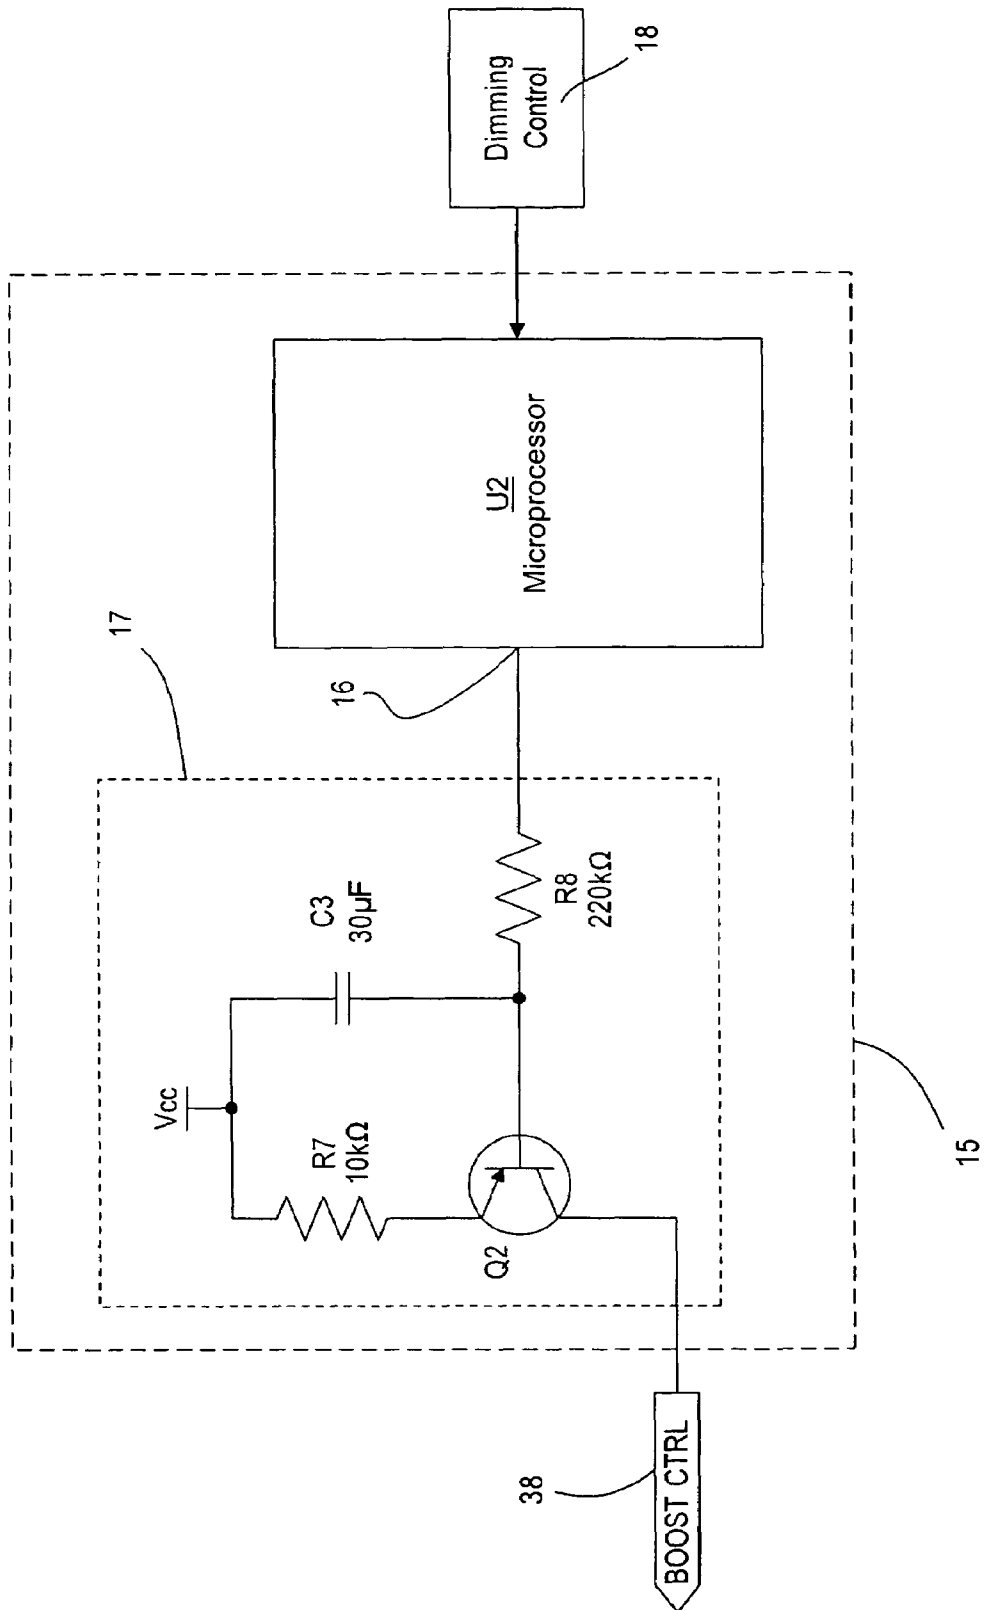 Dimming
Control
18
U2
Microprocessor
17
16
C3
30µF
R8
220kΩ
Vcc
R7
10kΩ
Q2
15
38
BOOST CTRL